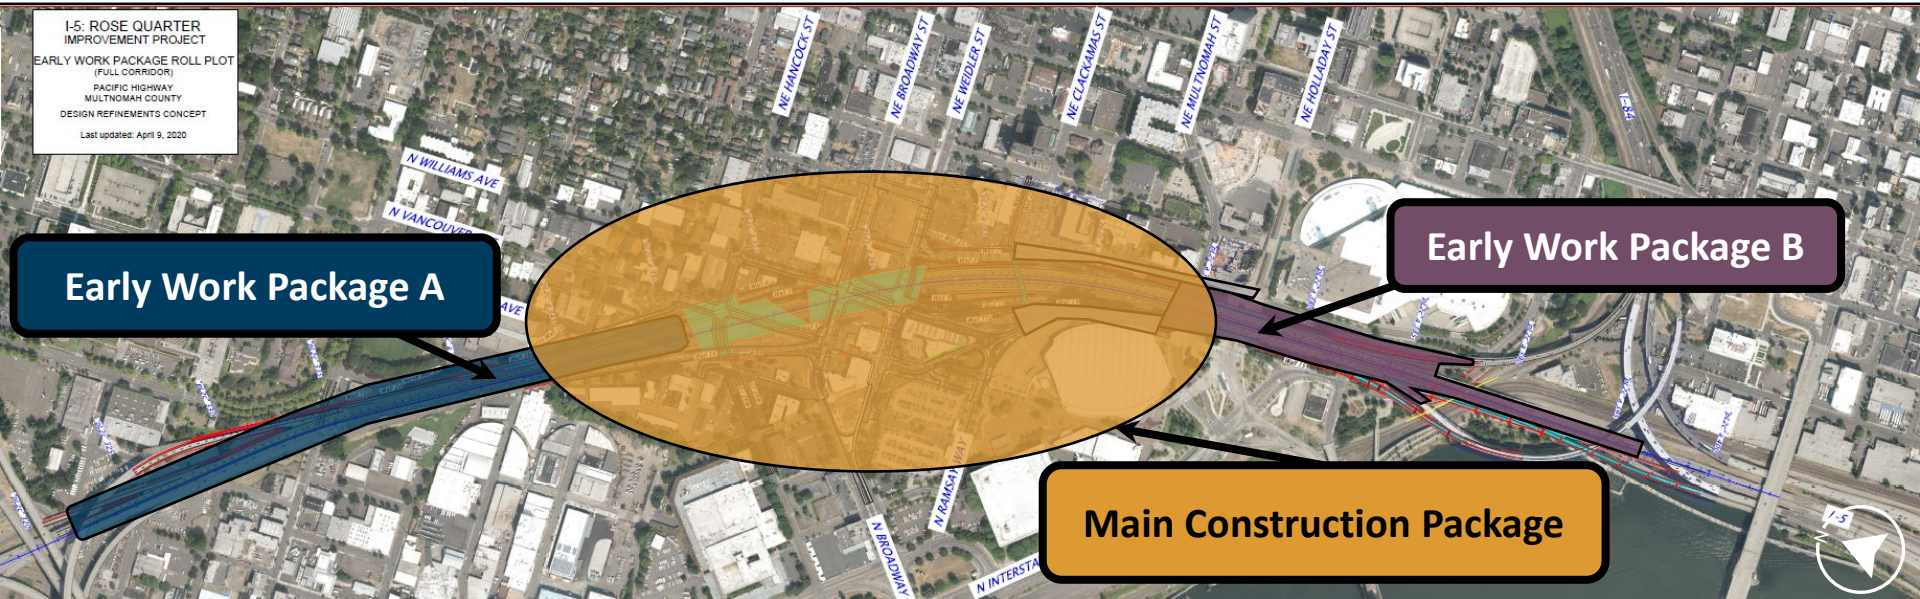 I-5: ROSE QUARTER
IMPROVEMENT PROJECT
EARLY WORK PACKAGE ROLL PLOT
(FULL CORRIDOR)
PACIFIC HIGHWAY
MULTNOMAH COUNTY
DESIGN REFINEMENTS CONCEPT
Last updated: April 9, 2020
NE HANCOCK ST
NE BROADWAY ST
NE WEIDLER ST
NE CLACKAMAS ST
NE MULTNOMAH ST
NE HOLLADAY ST
I-84
N WILLIAMS AVE
N VANCOUVER
AVE
Early Work Package A
Early Work Package B
Main Construction Package
N RAMSAY WAY
N BROADWAY
N INTERSTA
I-5
N